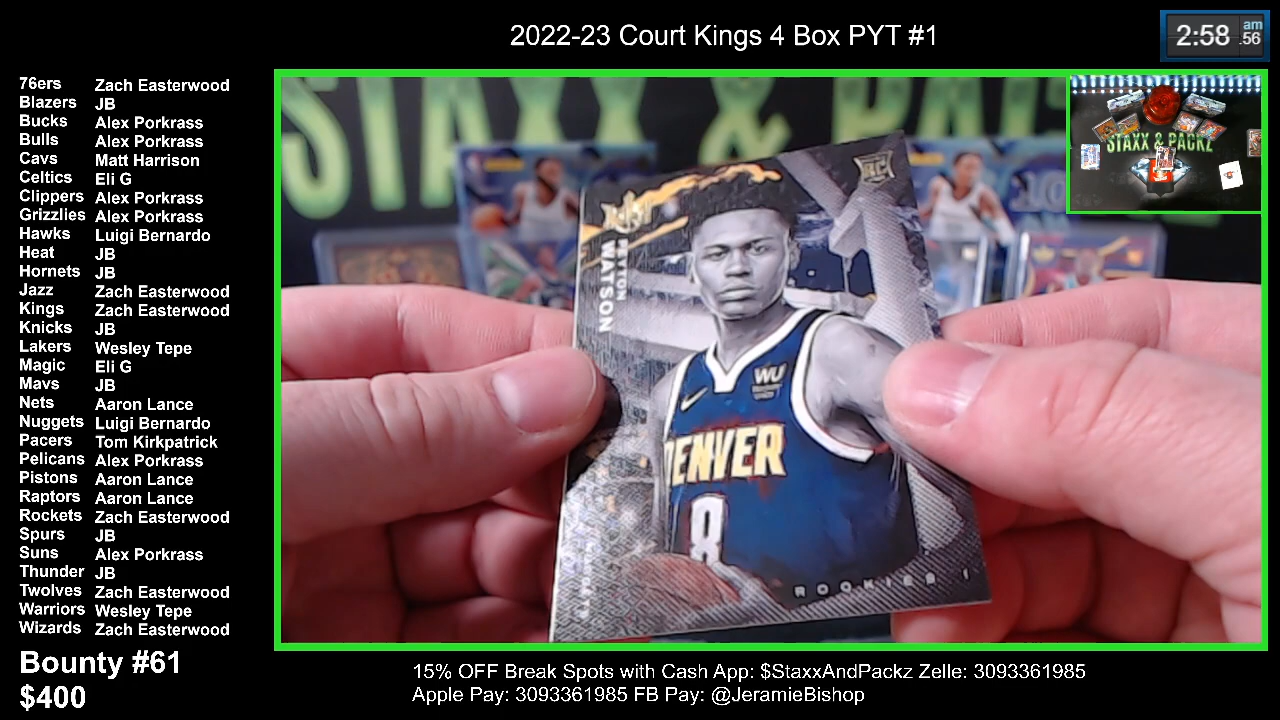 2022-23 Court Kings 4 Box PYT #1
2:58 am .56
76ers Zach Easterwood
Blazers JB
Bucks Alex Porkrass
Bulls Alex Porkrass
Cavs Matt Harrison
Celtics Eli G
Clippers Alex Porkrass
Grizzlies Alex Porkrass
Hawks Luigi Bernardo
Heat JB
Hornets JB
Jazz Zach Easterwood
Kings Zach Easterwood
Knicks JB
Lakers Wesley Tepe
Magic Eli G
Mavs JB
Nets Aaron Lance
Nuggets Luigi Bernardo
Pacers Tom Kirkpatrick
Pelicans Alex Porkrass
Pistons Aaron Lance
Raptors Aaron Lance
Rockets Zach Easterwood
Spurs JB
Suns Alex Porkrass
Thunder JB
Twolves Zach Easterwood
Warriors Wesley Tepe
Wizards Zach Easterwood
Bounty #61
$400
STAXX & PACKZ
STAXX & PACKZ
RC
WATSON
WU
DENVER
8
ROOKIES I
15% OFF Break Spots with Cash App: $StaxxAndPackz Zelle: 3093361985
Apple Pay: 3093361985 FB Pay: @JeramieBishop